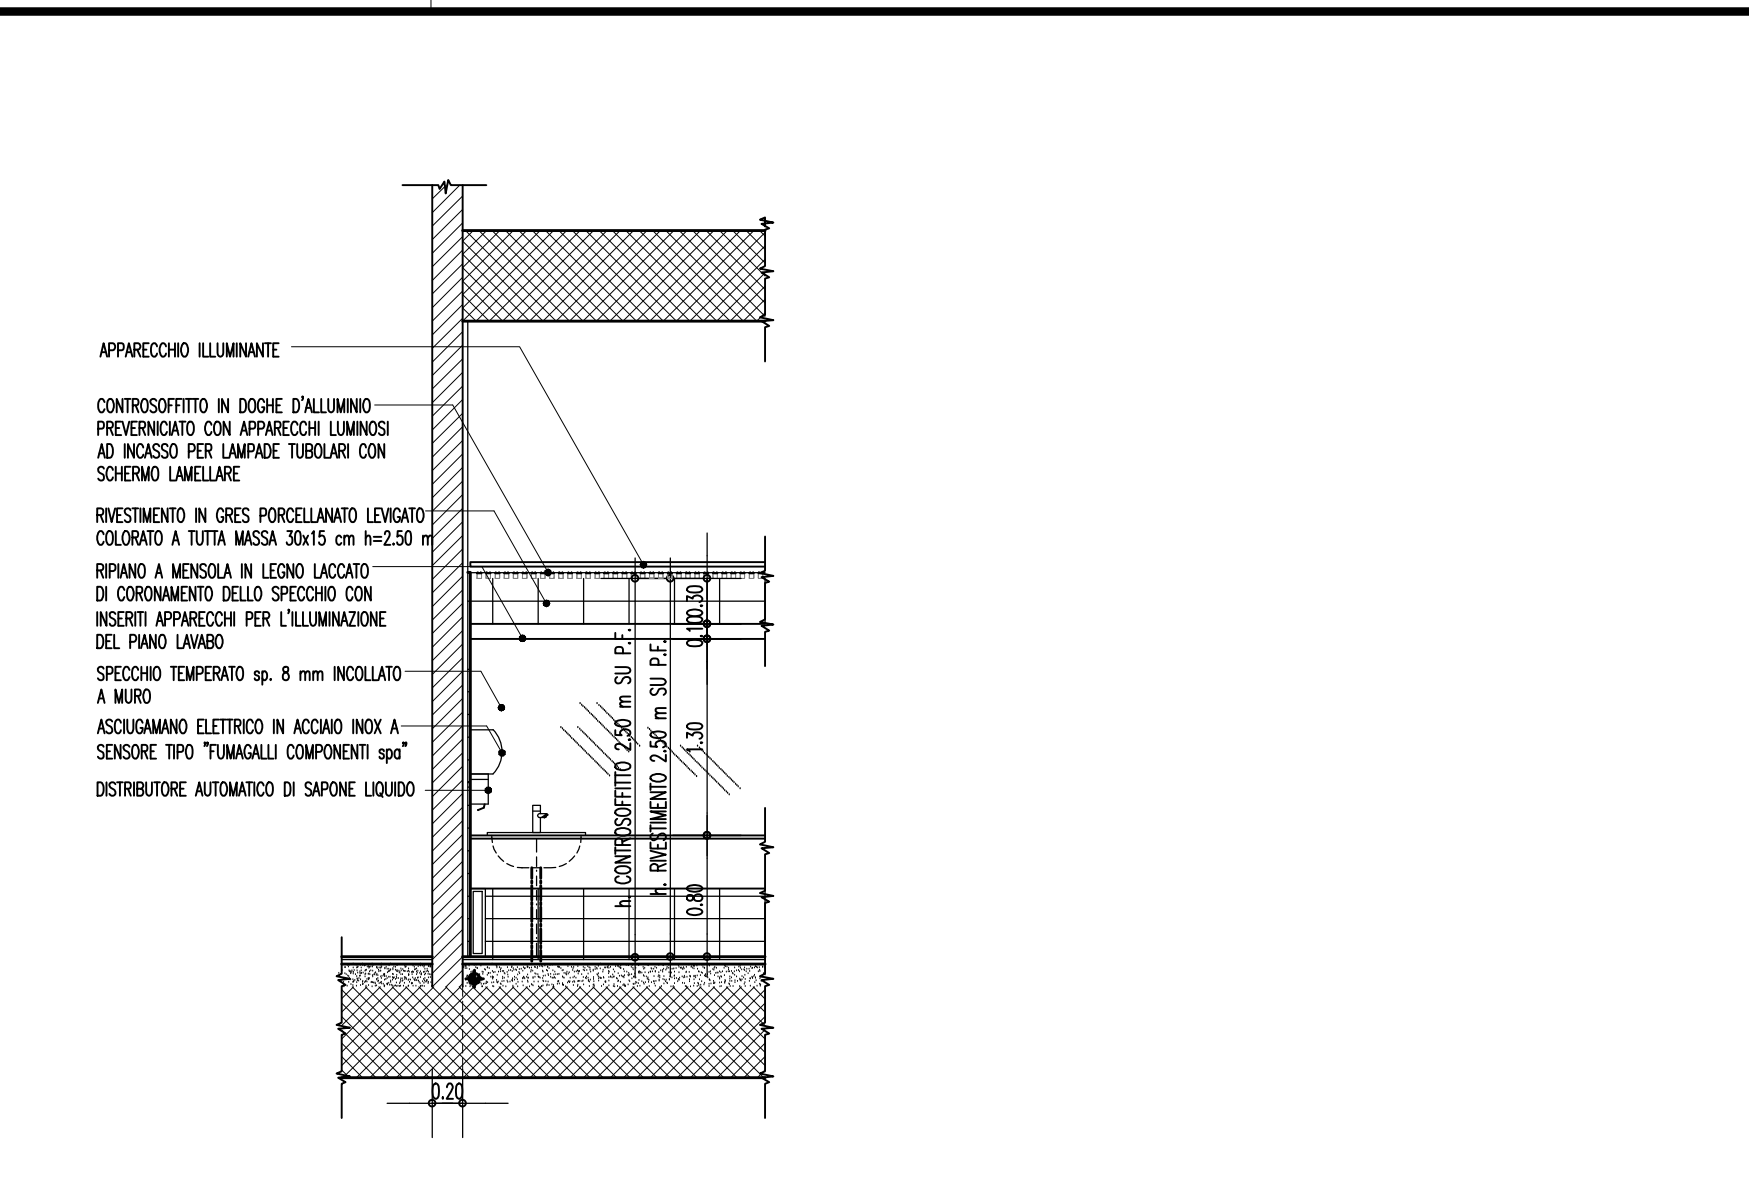 APPARECCHIO ILLUMINANTE
CONTROSOFFITTO IN DOGHE D'ALLUMINIO
PREVERNICIATO CON APPARECCHI LUMINOSI
AD INCASSO PER LAMPADE TUBOLARI CON
SCHERMO LAMELLARE
RIVESTIMENTO IN GRES PORCELLANATO LEVIGATO
COLORATO A TUTTA MASSA 30x15 cm h=2.50 m
RIPIANO A MENSOLA IN LEGNO LACCATO
DI CORONAMENTO DELLO SPECCHIO CON
INSERITI APPARECCHI PER L'ILLUMINAZIONE
DEL PIANO LAVABO
SPECCHIO TEMPERATO sp. 8 mm INCOLLATO
A MURO
ASCIUGAMANO ELETTRICO IN ACCIAIO INOX A
SENSORE TIPO "FUMAGALLI COMPONENTI spa"
DISTRIBUTORE AUTOMATICO DI SAPONE LIQUIDO
h. CONTROSOFFITTO 2.50 m SU P.F.
h. RIVESTIMENTO 2.50 m SU P.F.
0.30
0.10
1.30
0.80
0.20